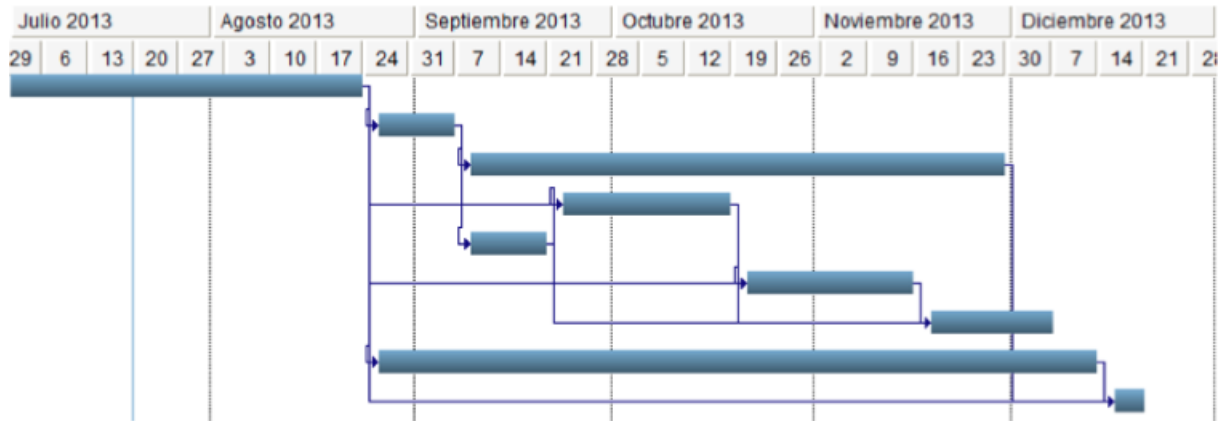 Julio 2013 Agosto 2013 Septiembre 2013 Octubre 2013 Noviembre 2013 Diciembre 2013
29 6 13 20 27 3 10 17 24 31 7 14 21 28 5 12 19 26 2 9 16 23 30 7 14 21